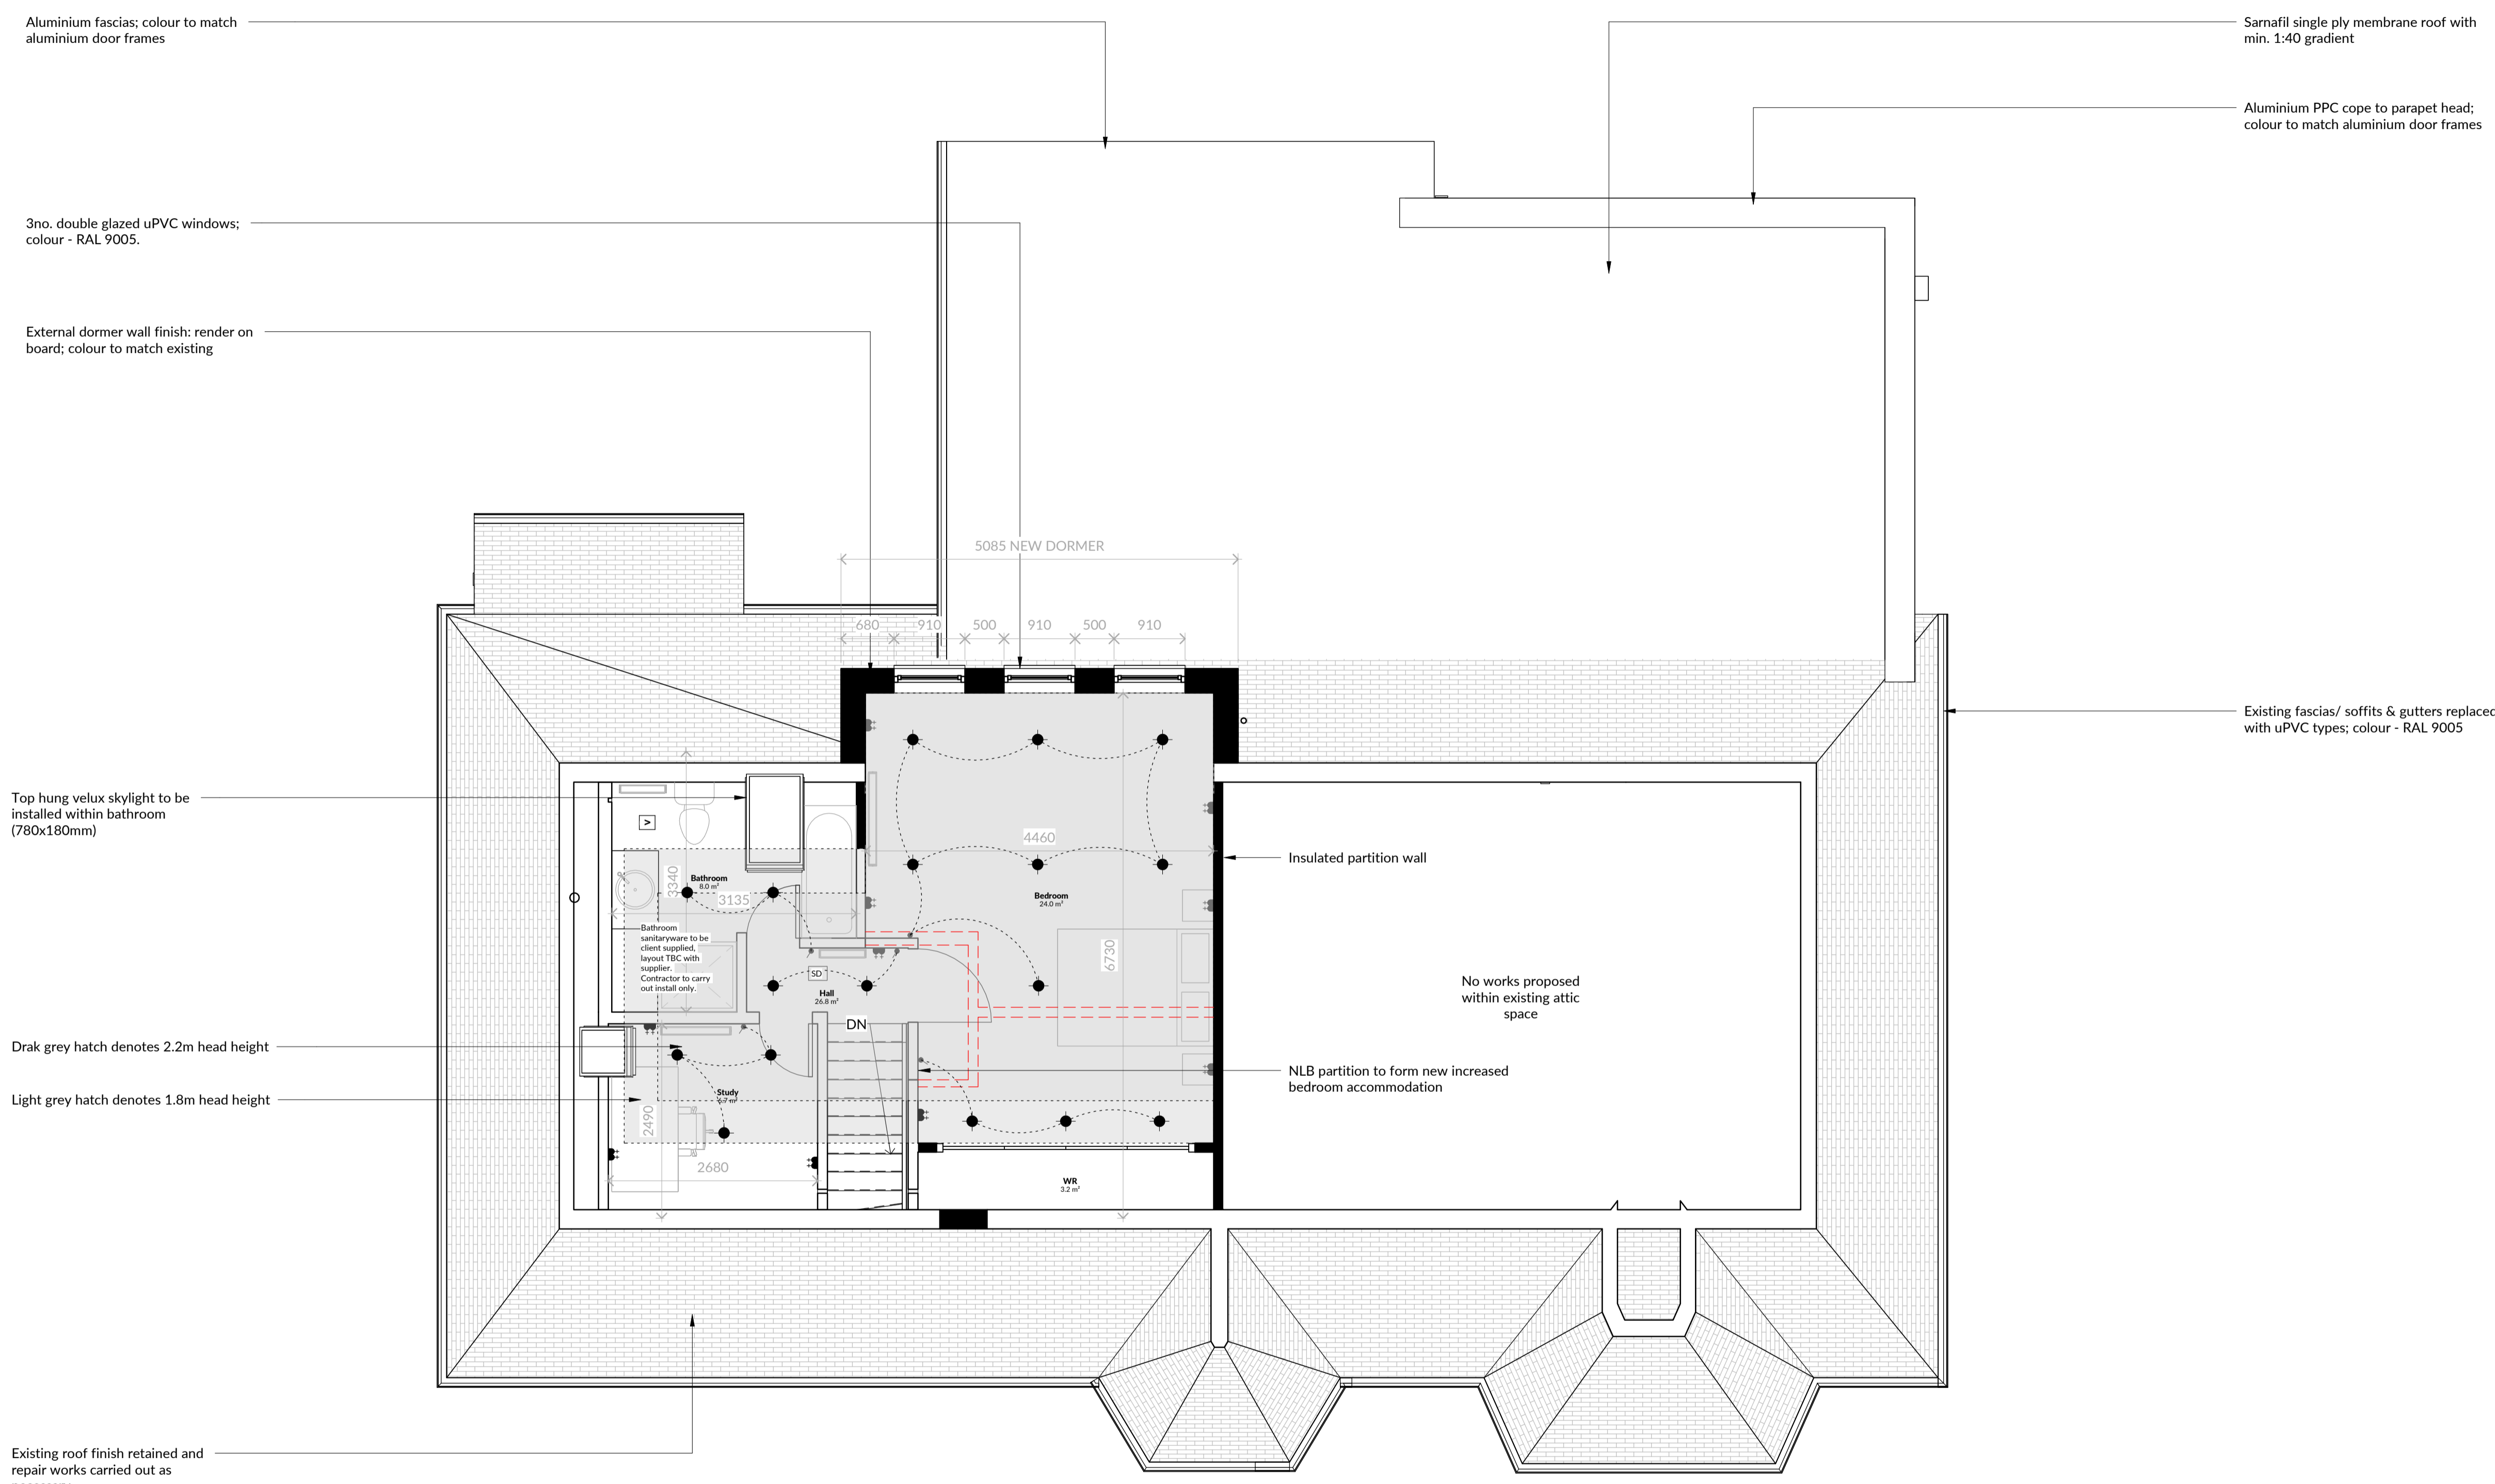 Aluminium fascias; colour to match
aluminium door frames
Sarnafil single ply membrane roof with
min. 1:40 gradient
Aluminium PPC cope to parapet head;
colour to match aluminium door frames
3no. double glazed uPVC windows;
colour - RAL 9005.
External dormer wall finish: render on
board; colour to match existing
5085 NEW DORMER
680
910
500
910
500
910
Existing fascias/ soffits & gutters replaced
with uPVC types; colour - RAL 9005
Top hung velux skylight to be
installed within bathroom
(780x180mm)
>
4460
Insulated partition wall
3340
Bathroom
8.0 m²
3135
Bedroom
24.0 m²
Bathroom
sanitaryware to be
client supplied,
layout TBC with
supplier.
Contractor to carry
out install only.
6730
SD
Hall
26.8 m²
No works proposed
within existing attic
space
DN
Drak grey hatch denotes 2.2m head height
NLB partition to form new increased
bedroom accommodation
Light grey hatch denotes 1.8m head height
Study
2490
2680
WR
3.2 m²
Existing roof finish retained and
repair works carried out as